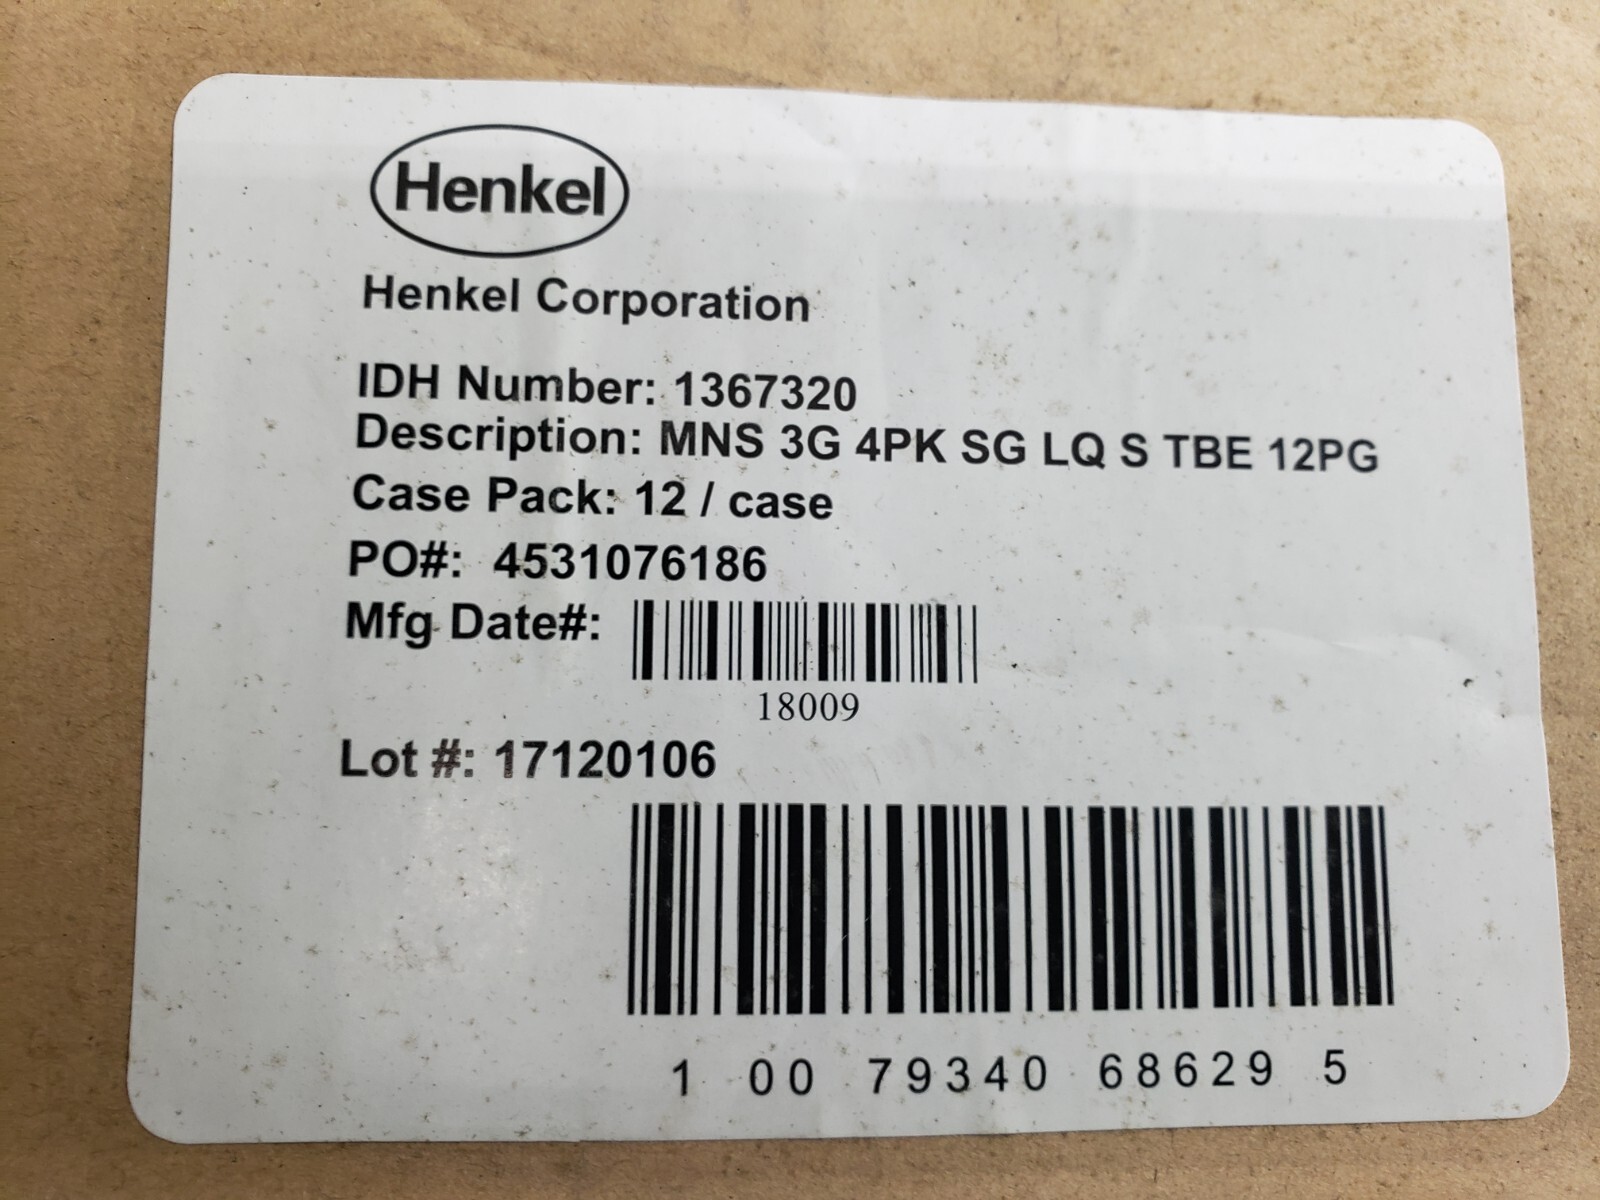 Henkel
Henkel Corporation
IDH Number: 1367320
Description: MNS 3G 4PK SG LQ S TBE 12PG
Case Pack: 12 / case
PO#: 4531076186
Mfg Date#:
18009
Lot #: 17120106
1 00 79340 68629 5